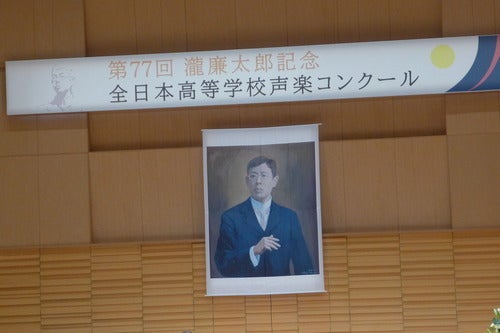 第77回 瀧廉太郎記念
全日本高等学校声楽コンクール